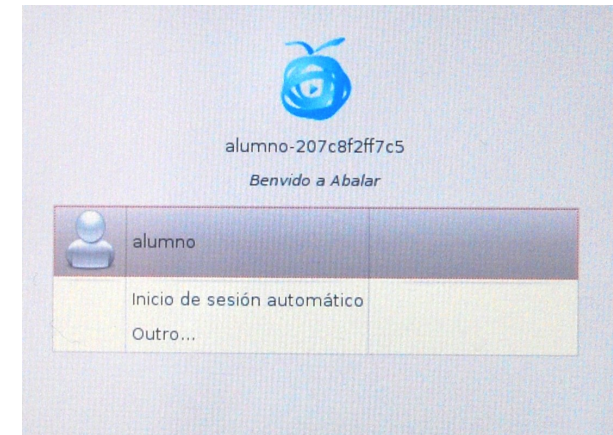 alumno-207c8f2ff7c5
Benvido a Abalar
alumno
Inicio de sesión automático
Outro...